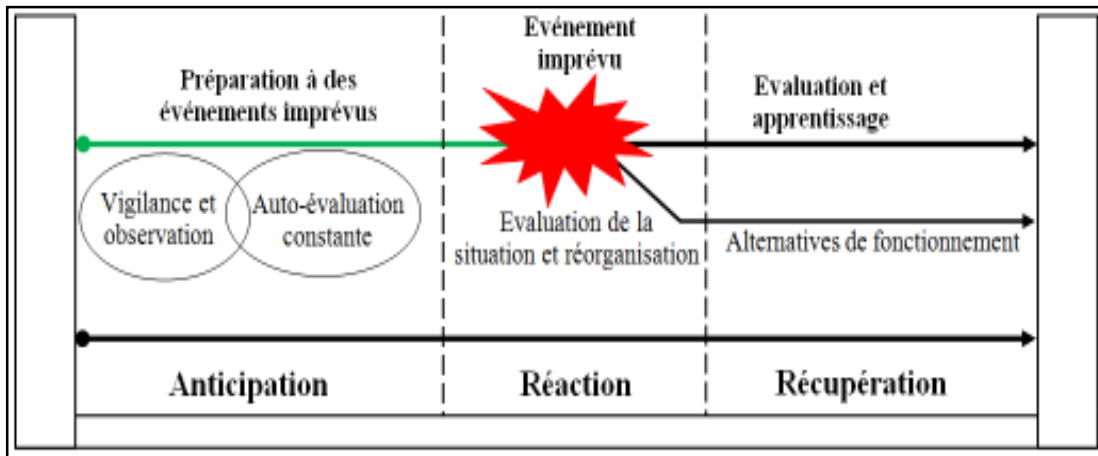 Evénement
imprévu
Préparation à des
événements imprévus
Evaluation et
apprentissage
Vigilance et
observation
Auto-évaluation
constante
Evaluation de la
situation et réorganisation
Alternatives de fonctionnement
Anticipation
Réaction
Récupération